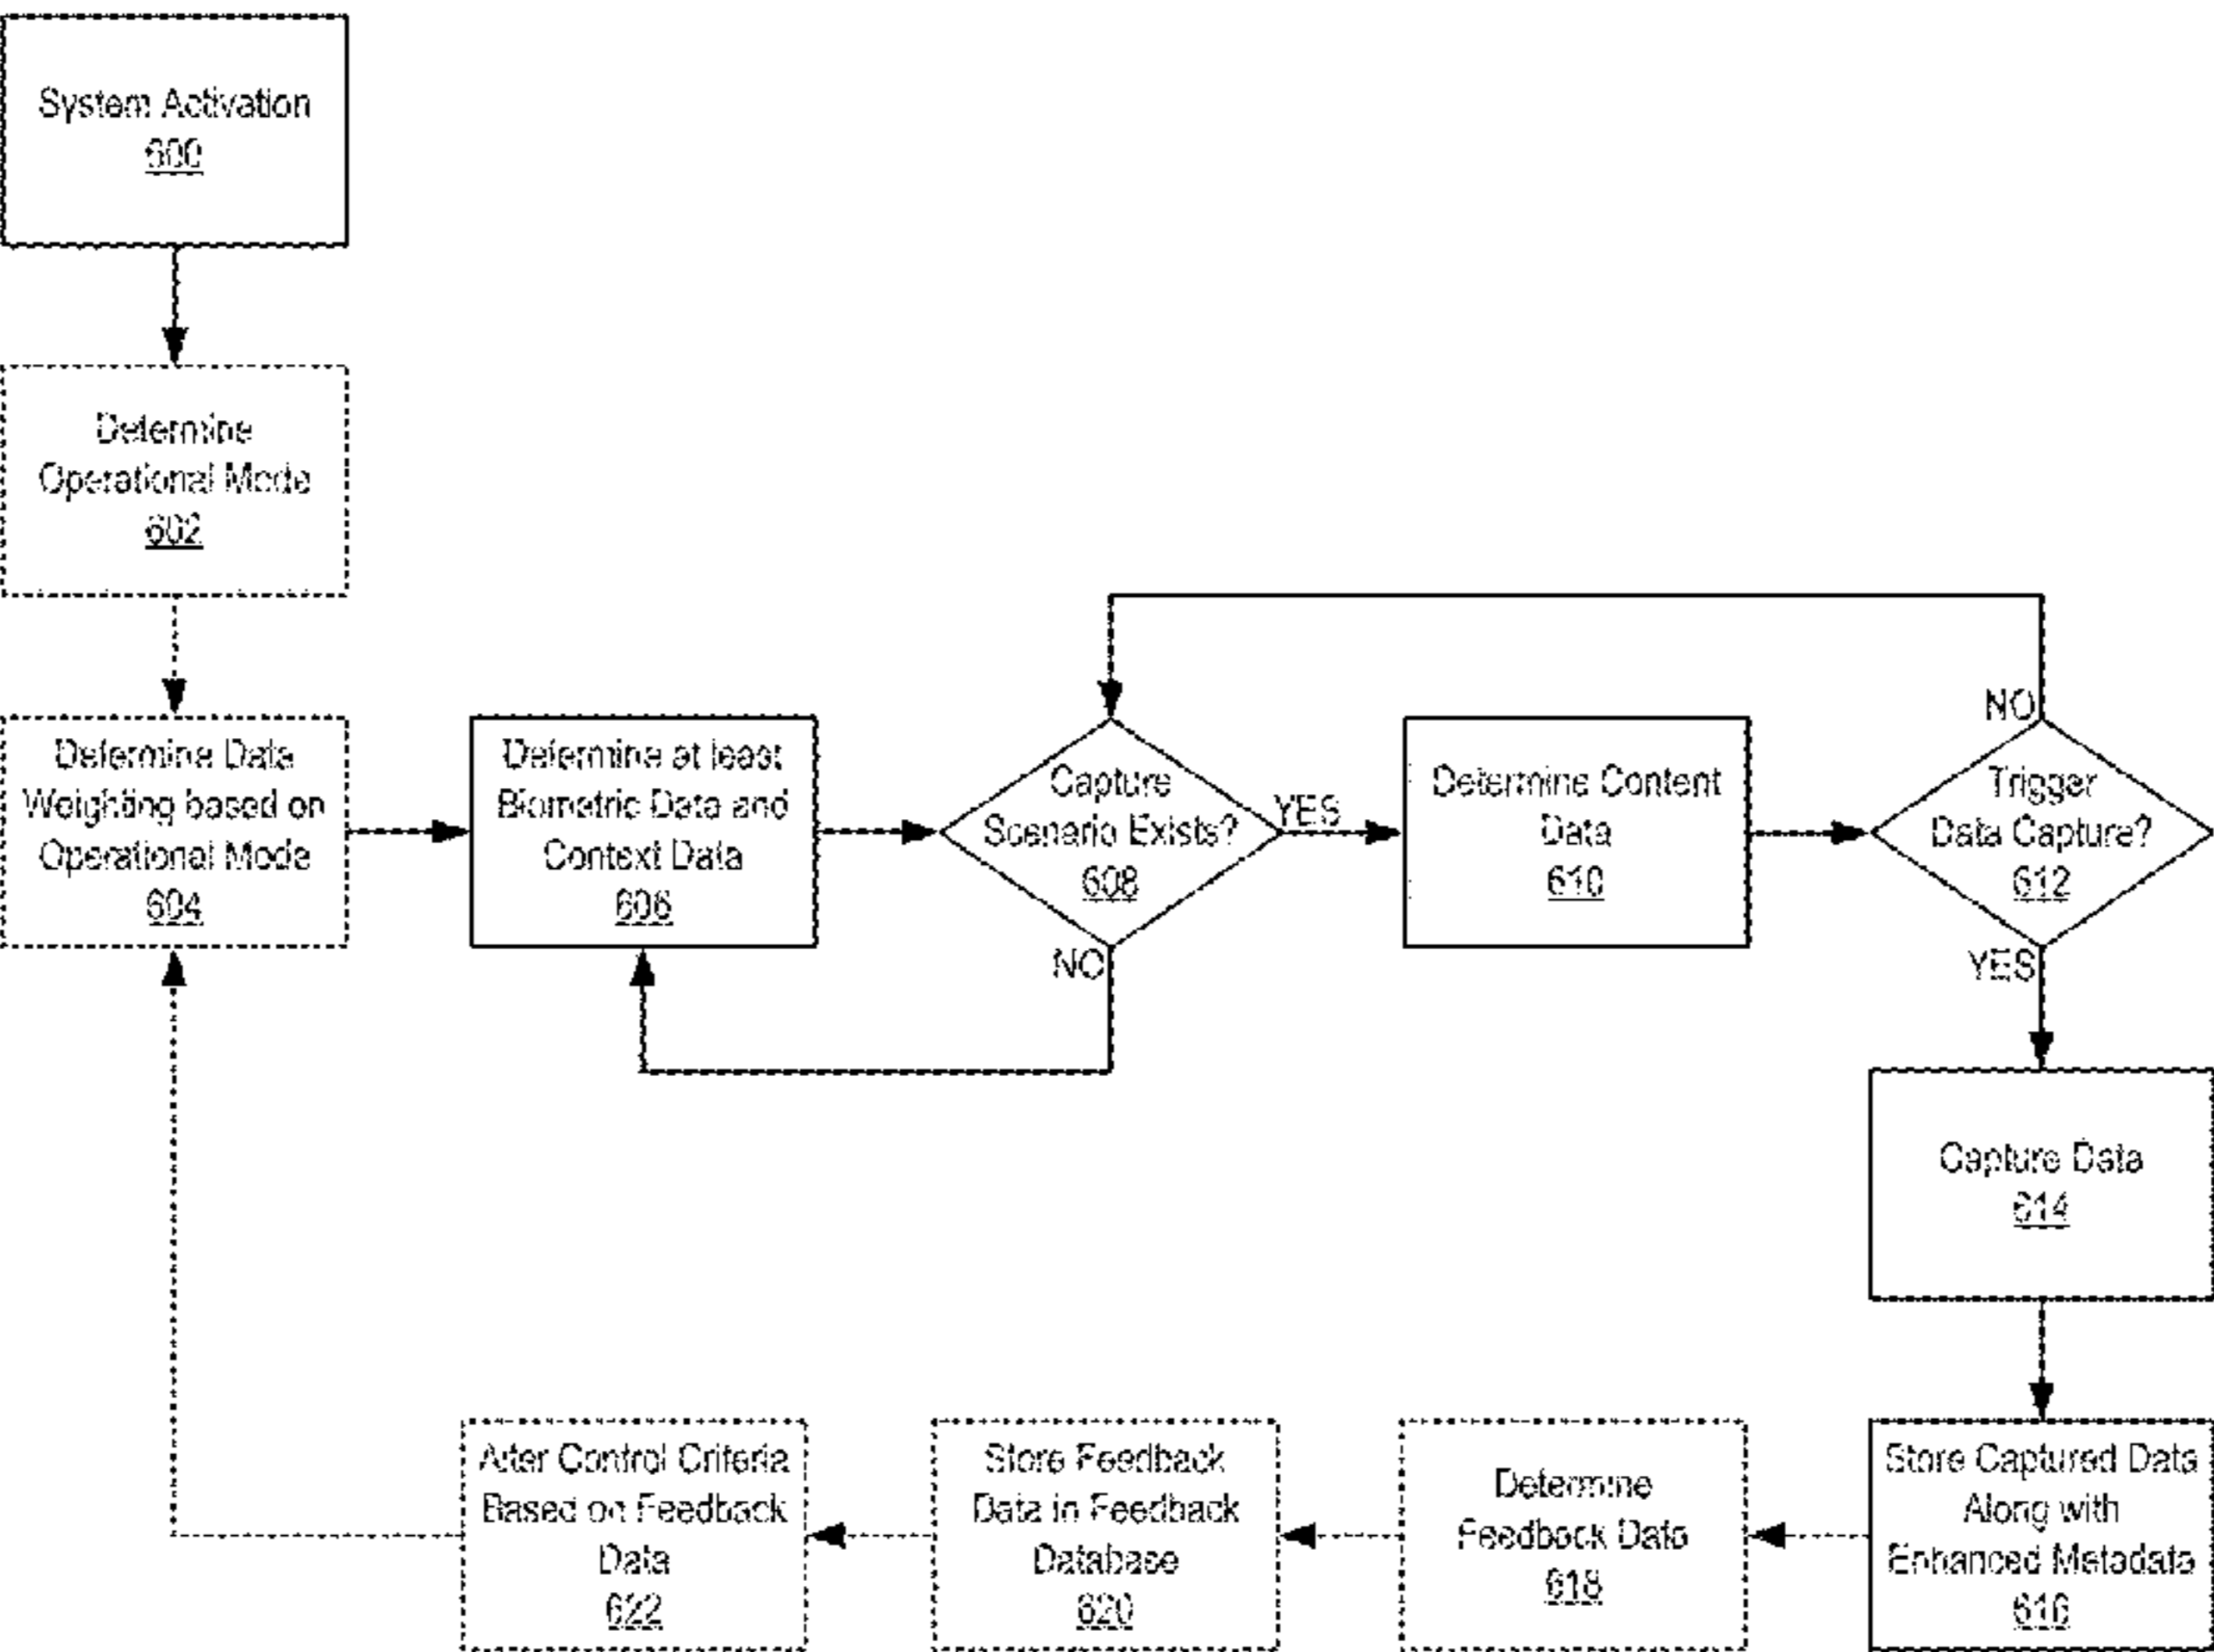 System Activation
600
Determine
Operational Mode
602
Determine Data
Weighting based on
Operational Mode
604
Determine at least
Biometric Data and
Context Data
606
Capture
Scenario Exists?
608
YES
NO
Determine Content
Data
610
Trigger
Data Capture?
612
NO
YES
Capture Data
614
Store Captured Data
Along with
Enhanced Metadata
616
Determine
Feedback Data
618
Store Feedback
Data in Feedback
Database
620
Alter Control Criteria
Based on Feedback
Data
622